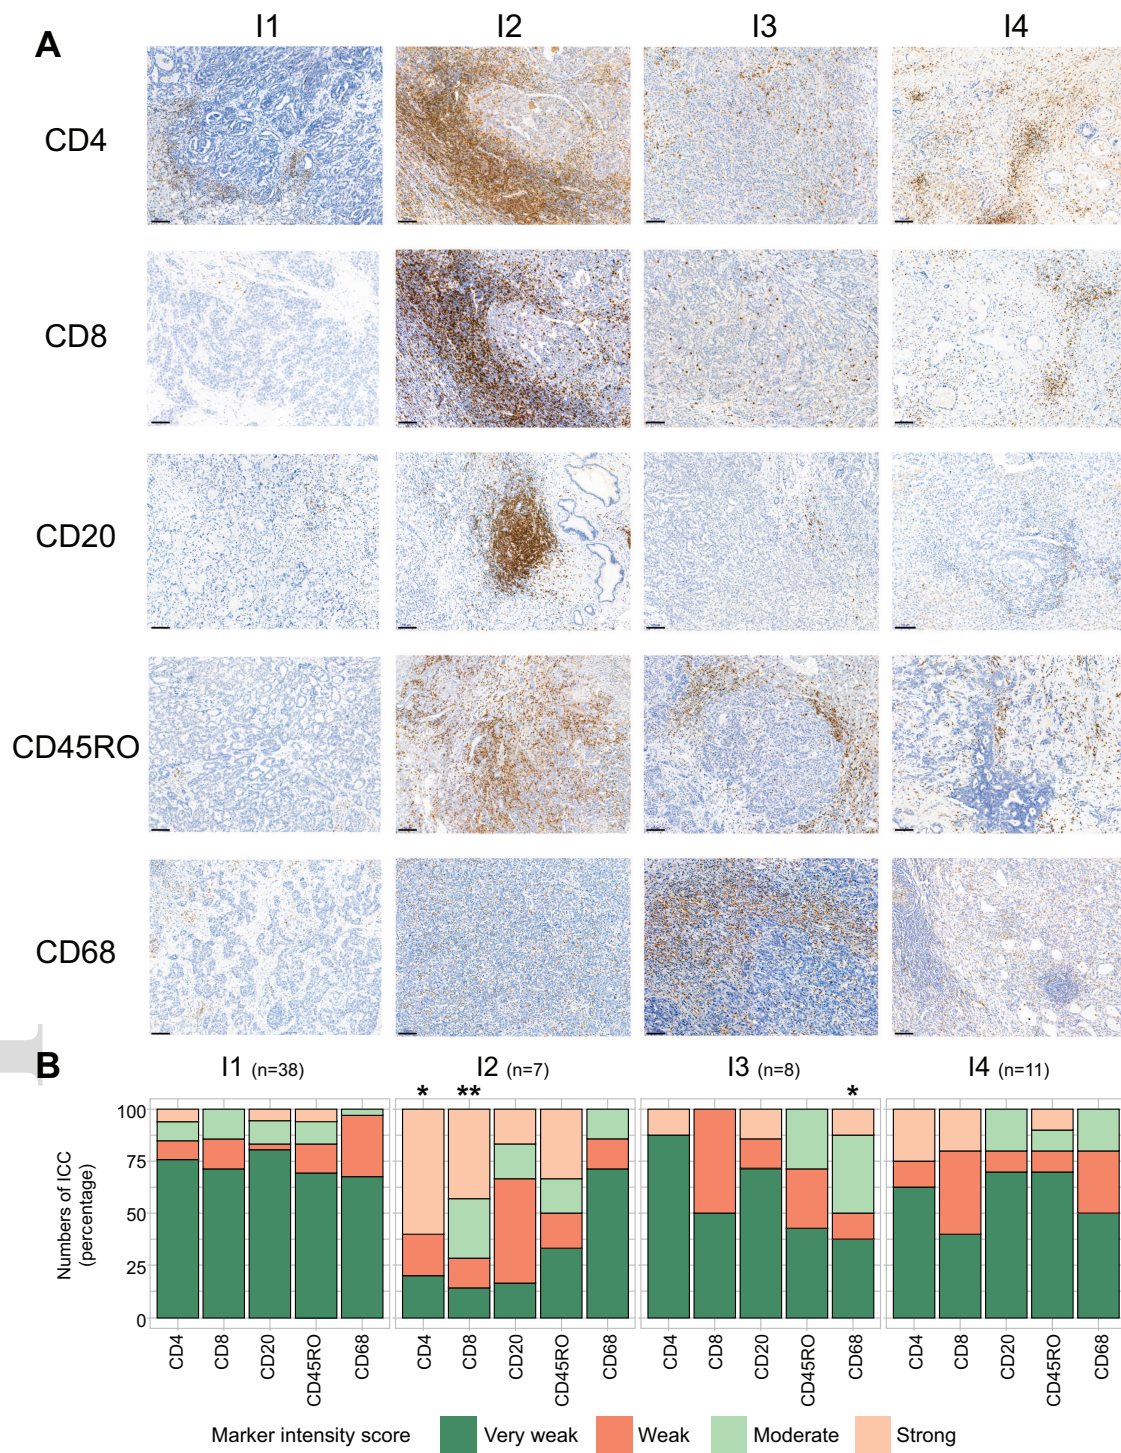 A
I1 I2 I3 I4
CD4
CD8
CD20
CD45RO
CD68
B
I1 (n=38) I2 (n=7) I3 (n=8) I4 (n=11)
* ** *
Numbers of ICC
(percentage)
100
75
50
25
0
CD4 CD8 CD20 CD45RO CD68 CD4 CD8 CD20 CD45RO CD68 CD4 CD8 CD20 CD45RO CD68 CD4 CD8 CD20 CD45RO CD68
Marker intensity score Very weak Weak Moderate Strong